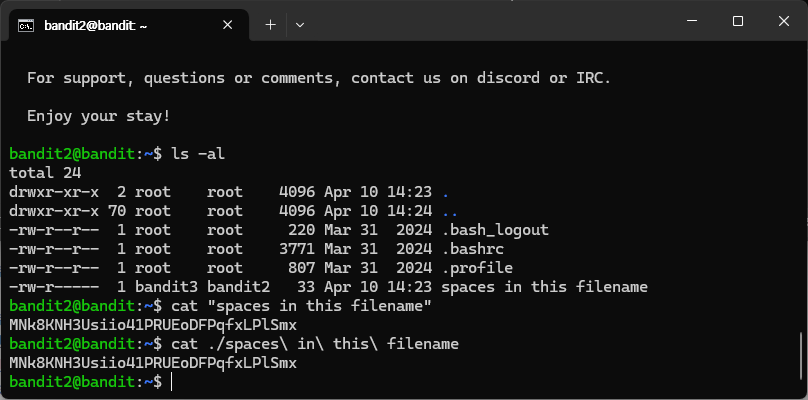 bandit2@bandit: ~
For support, questions or comments, contact us on discord or IRC.
Enjoy your stay!
bandit2@bandit:~$ ls -al
total 24
drwxr-xr-x  2 root    root    4096 Apr 10 14:23 .
drwxr-xr-x 70 root    root    4096 Apr 10 14:24 ..
-rw-r--r--  1 root    root     220 Mar 31  2024 .bash_logout
-rw-r--r--  1 root    root    3771 Mar 31  2024 .bashrc
-rw-r--r--  1 root    root     807 Mar 31  2024 .profile
-rw-r-----  1 bandit3 bandit2   33 Apr 10 14:23 spaces in this filename
bandit2@bandit:~$ cat "spaces in this filename"
MNk8KNH3Usiio41PRUEoDFPqfxLPlSmx
bandit2@bandit:~$ cat ./spaces\ in\ this\ filename
MNk8KNH3Usiio41PRUEoDFPqfxLPlSmx
bandit2@bandit:~$